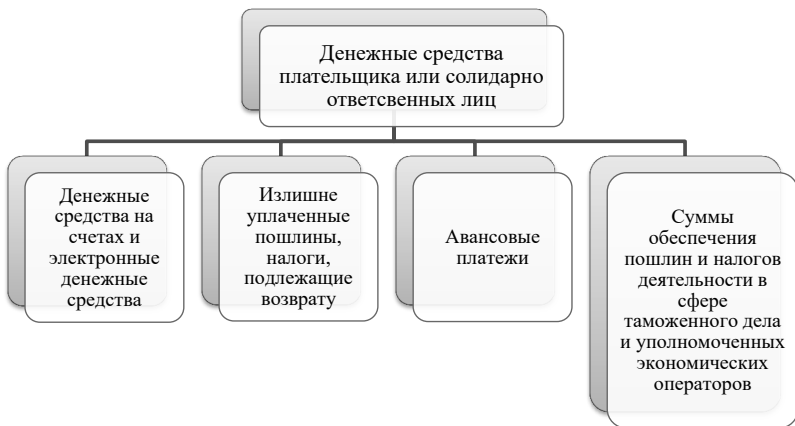 Денежные средства
плательщика или солидарно
ответсвенных лиц
Денежные
средства на
счетах и
электронные
денежные
средства
Излишне
уплаченные
пошлины,
налоги,
подлежащие
возврату
Авансовые
платежи
Суммы
обеспечения
пошлин и налогов
деятельности в
сфере
таможенного дела
и уполномоченных
экономических
операторов